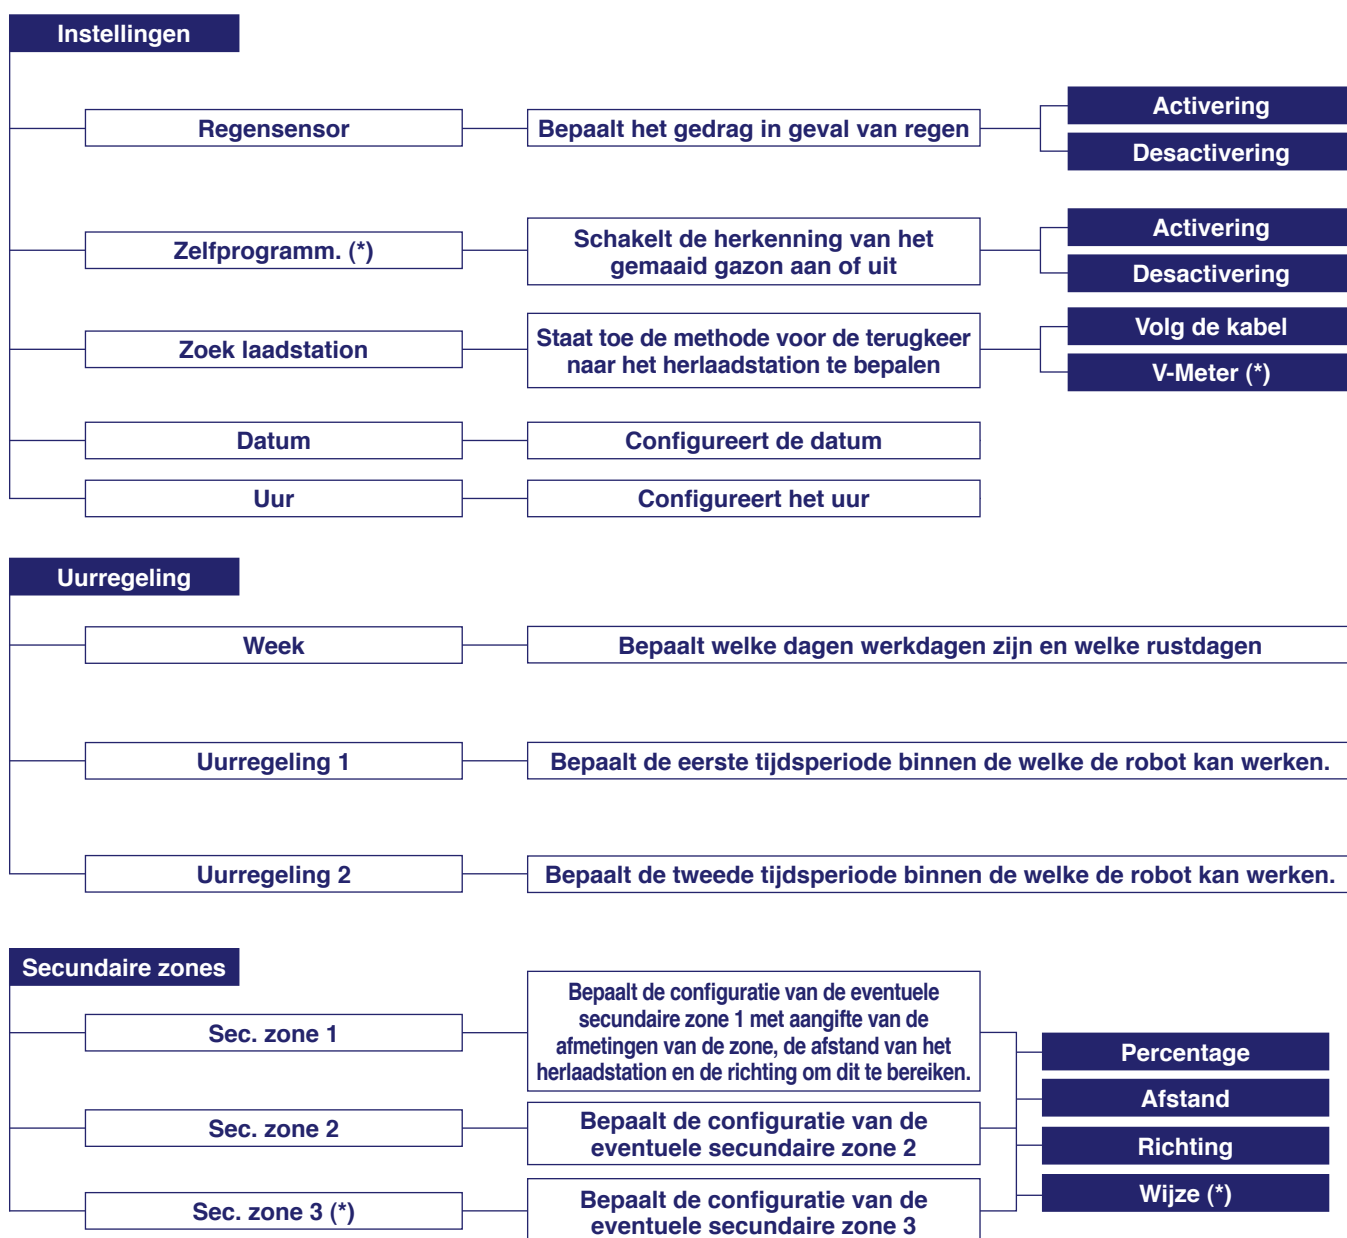 Instellingen
Regensensor
Bepaalt het gedrag in geval van regen
Activering
Desactivering
Zelfprogramm. (*)
Schakelt de herkenning van het
gemaaid gazon aan of uit
Activering
Desactivering
Zoek laadstation
Staat toe de methode voor de terugkeer
naar het herlaadstation te bepalen
Volg de kabel
V-Meter (*)
Datum
Configureert de datum
Uur
Configureert het uur
Uurregeling
Week
Bepaalt welke dagen werkdagen zijn en welke rustdagen
Uurregeling 1
Bepaalt de eerste tijdsperiode binnen de welke de robot kan werken.
Uurregeling 2
Bepaalt de tweede tijdsperiode binnen de welke de robot kan werken.
Secundaire zones
Sec. zone 1
Bepaalt de configuratie van de eventuele
secundaire zone 1 met aangifte van de
afmetingen van de zone, de afstand van het
herlaadstation en de richting om dit te bereiken.
Sec. zone 2
Bepaalt de configuratie van de
eventuele secundaire zone 2
Sec. zone 3 (*)
Bepaalt de configuratie van de
eventuele secundaire zone 3
Percentage
Afstand
Richting
Wijze (*)